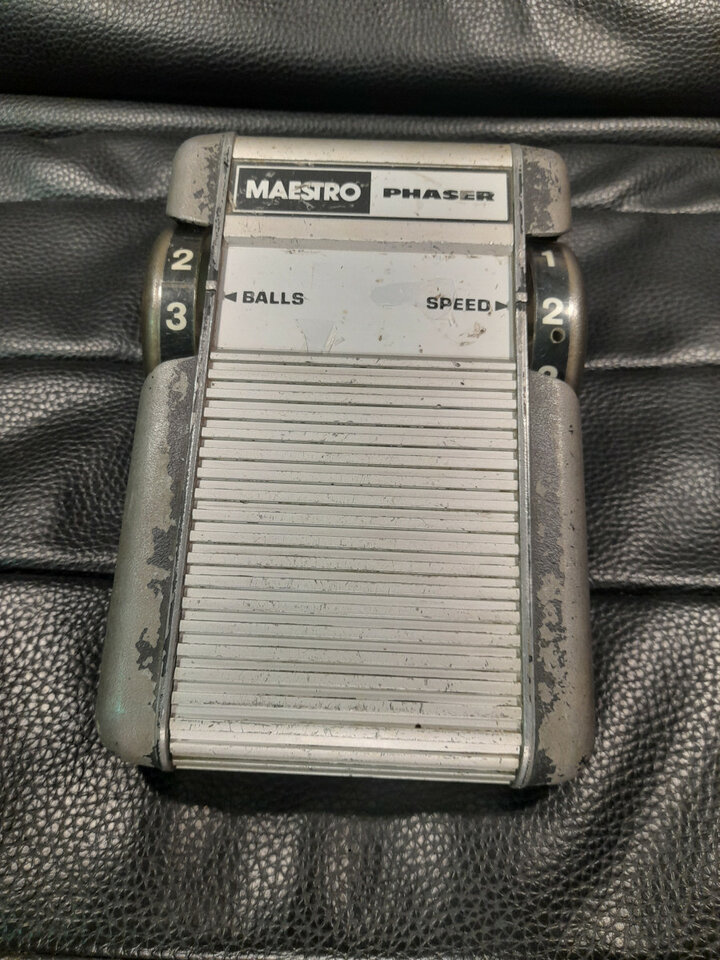 MAESTRO PHASER
2 1
◄ BALLS SPEED ►
3 2